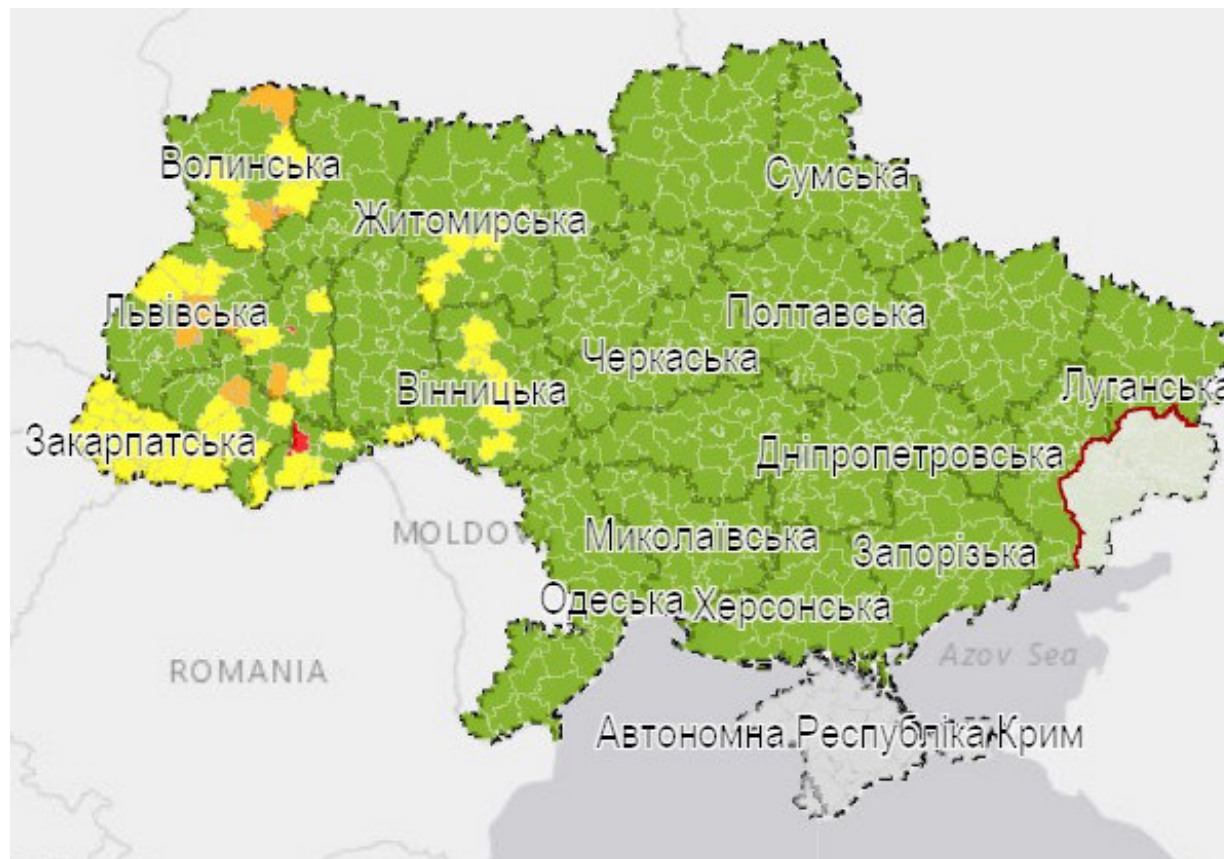 Волинська
Сумська
Житомирська
Львівська
Полтавська
Черкаська
Луганська
Вінницька
Закарпатська
Дніпропетровська
MOLDOV
Миколаївська
Запорізька
Одеська
Херсонська
ROMANIA
Azov Sea
Автономна Республіка Крим